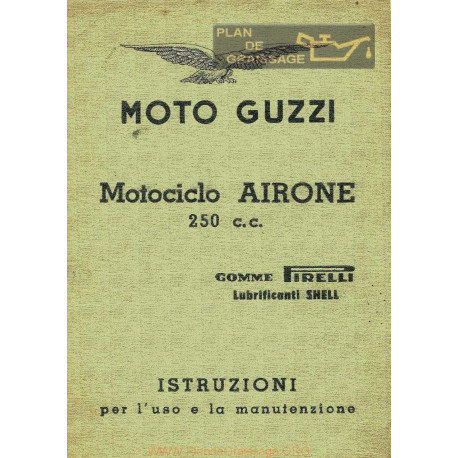 PLAN
DE
GRAISSAGE
MOTO GUZZI
Motociclo AIRONE
250 c.c.
GOMME PIRELLI
Lubrificanti SHELL
ISTRUZIONI
per l'uso e la manutenzione